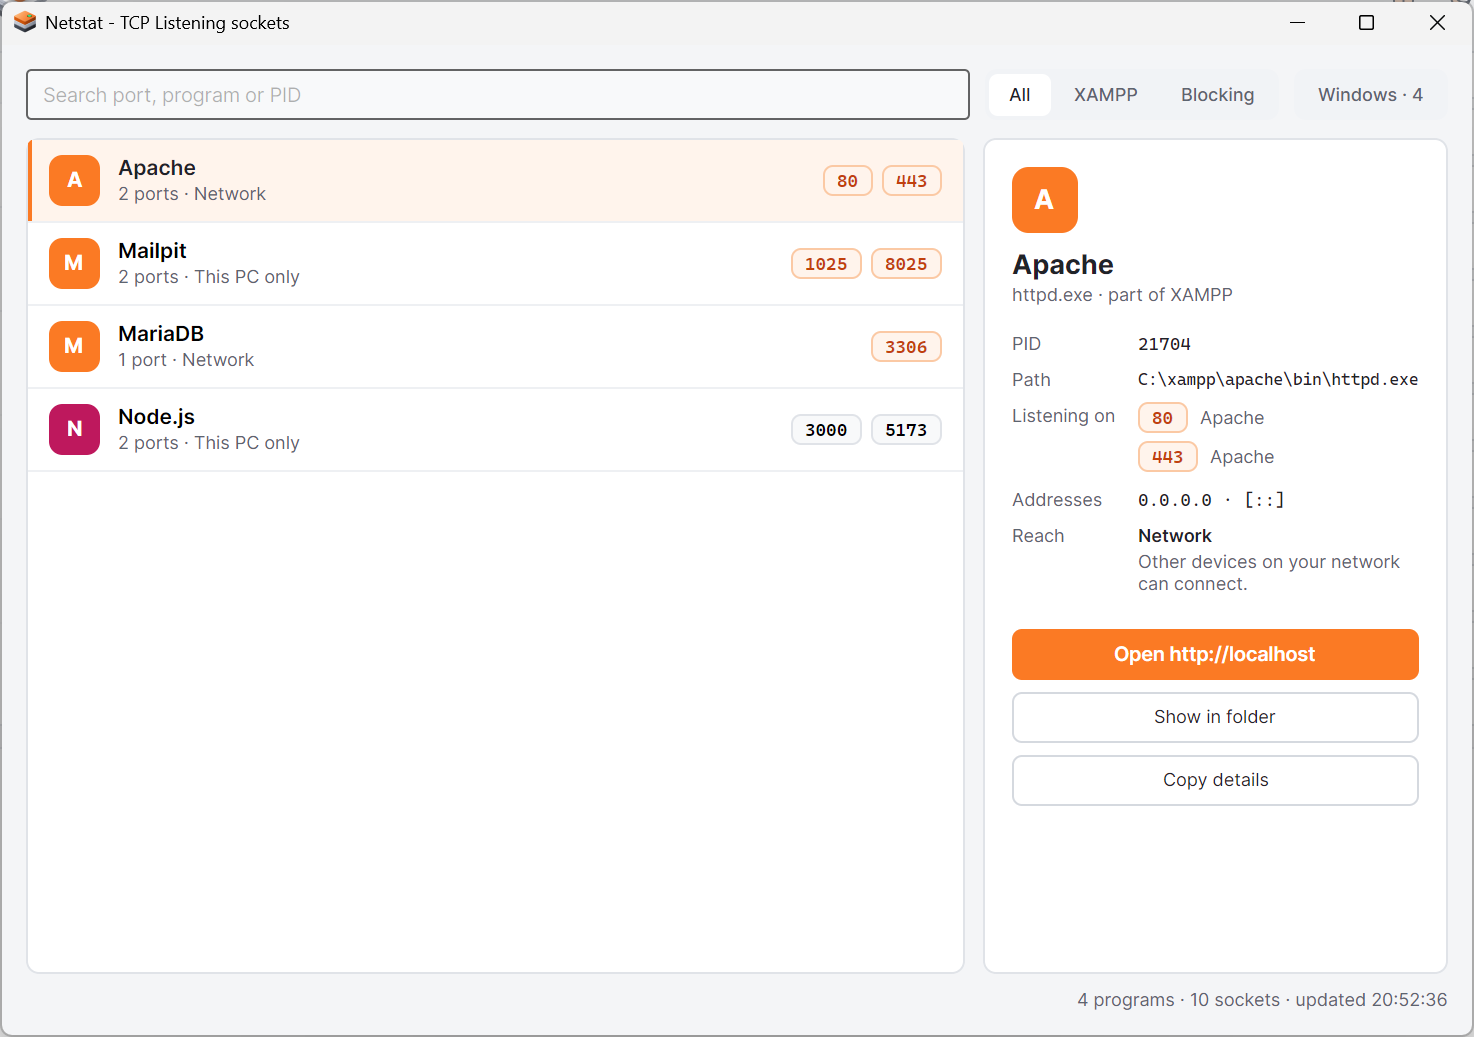 Netstat - TCP Listening sockets
Search port, program or PID
All XAMPP Blocking Windows · 4
A Apache 80 443
2 ports · Network
M Mailpit 1025 8025
2 ports · This PC only
M MariaDB 3306
1 port · Network
N Node.js 3000 5173
2 ports · This PC only
A
Apache
httpd.exe · part of XAMPP
PID 21704
Path C:\xampp\apache\bin\httpd.exe
Listening on 80 Apache
443 Apache
Addresses 0.0.0.0 · [::]
Reach Network
Other devices on your network
can connect.
Open http://localhost
Show in folder
Copy details
4 programs · 10 sockets · updated 20:52:36